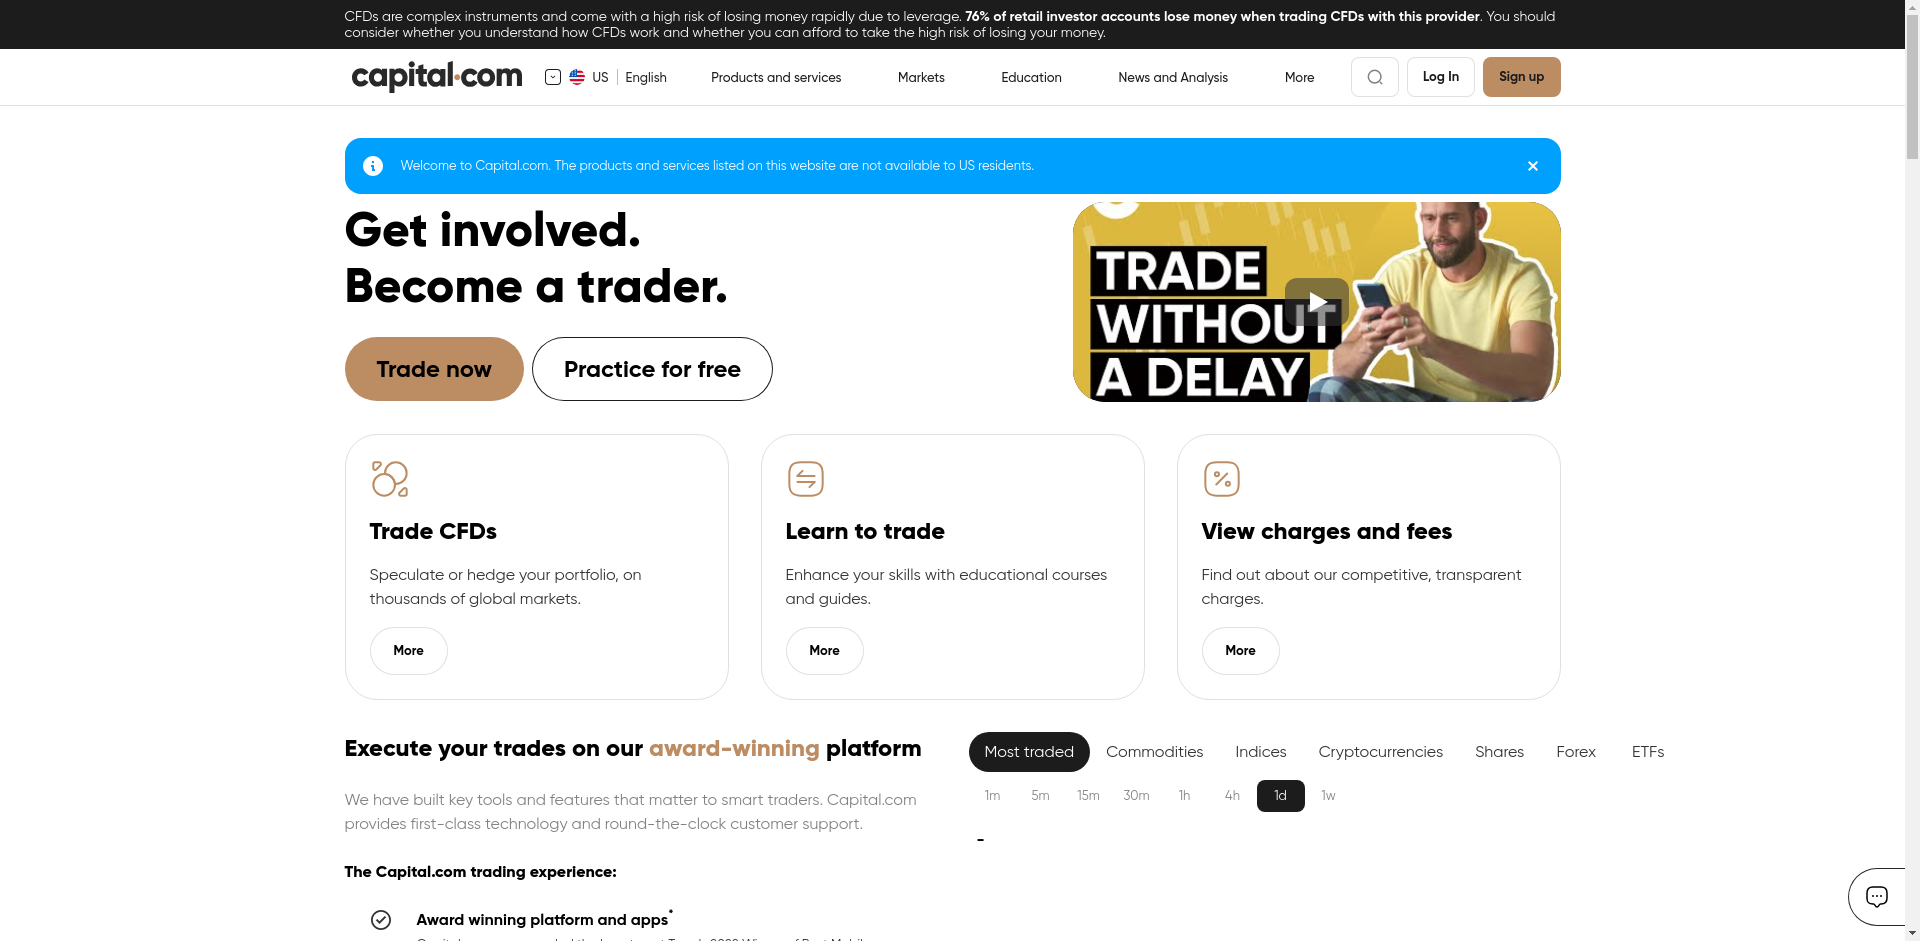 CFDs are complex instruments and come with a high risk of losing money rapidly due to leverage. 76% of retail investor accounts lose money when trading CFDs with this provider. You should
consider whether you understand how CFDs work and whether you can afford to take the high risk of losing your money.
capital.com
US
English
Products and services
Markets
Education
News and Analysis
More
Log In
Sign up
Welcome to Capital.com. The products and services listed on this website are not available to US residents.
Get involved.
Become a trader.
Trade now
Practice for free
TRADE
WITHOUT
A DELAY
Trade CFDs
Speculate or hedge your portfolio, on
thousands of global markets.
More
Learn to trade
Enhance your skills with educational courses
and guides.
More
View charges and fees
Find out about our competitive, transparent
charges.
More
Execute your trades on our award-winning platform
We have built key tools and features that matter to smart traders. Capital.com
provides first-class technology and round-the-clock customer support.
The Capital.com trading experience:
Award winning platform and apps*
Most traded
Commodities
Indices
Cryptocurrencies
Shares
Forex
ETFs
1m
5m
15m
30m
1h
4h
1d
1w
-